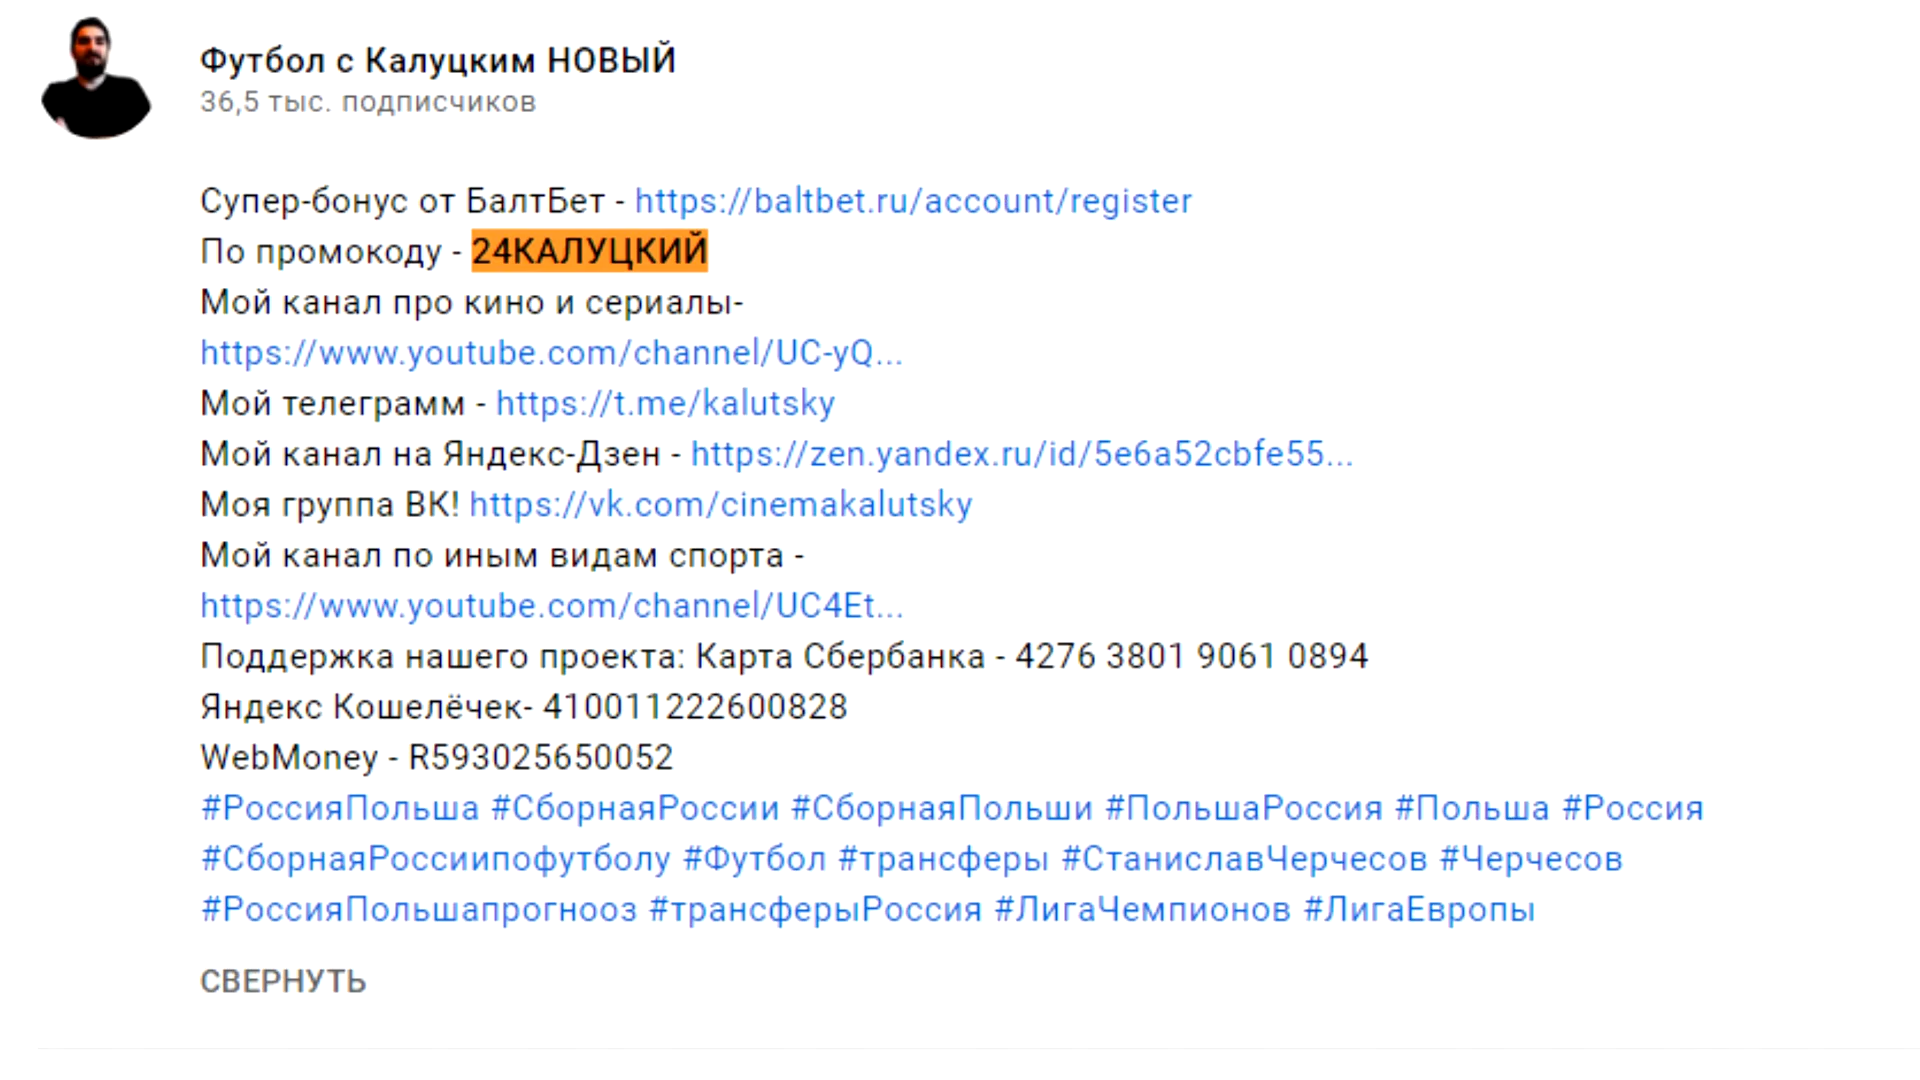 Футбол с Калуцким НОВЫЙ
36,5 тыс. подписчиков
Супер-бонус от БалтБет - https://baltbet.ru/account/register
По промокоду - 24КАЛУЦКИЙ
Мой канал про кино и сериалы-
https://www.youtube.com/channel/UC-yQ...
Мой телеграмм - https://t.me/kalutsky
Мой канал на Яндекс-Дзен - https://zen.yandex.ru/id/5e6a52cbfe55...
Моя группа ВК! https://vk.com/cinemakalutsky
Мой канал по иным видам спорта -
https://www.youtube.com/channel/UC4Et...
Поддержка нашего проекта: Карта Сбербанка - 4276 3801 9061 0894
Яндекс Кошелёчек- 410011222600828
WebMoney - R593025650052
#РоссияПольша #СборнаяРоссии #СборнаяПольши #ПольшаРоссия #Польша #Россия
#СборнаяРоссиипофутболу #Футбол #трансферы #СтаниславЧерчесов #Черчесов
#РоссияПольшапрогнооз #трансферыРоссия #ЛигаЧемпионов #ЛигаЕвропы
СВЕРНУТЬ